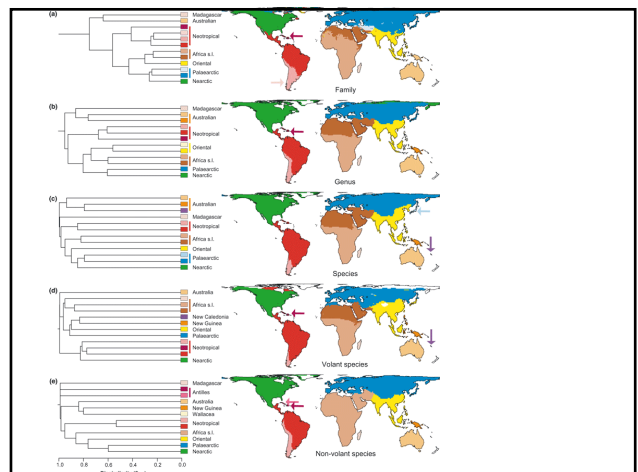 (a)
Madagascar
Australian
Neotropical
Africa s.l.
Oriental
Palaearctic
Nearctic
Family
(b)
Madagascar
Australian
Neotropical
Oriental
Africa s.l.
Palaearctic
Nearctic
Genus
(c)
Australian
Madagascar
Neotropical
Africa s.l.
Oriental
Palaearctic
Nearctic
Species
(d)
Australia
Africa s.l.
New Caledonia
New Guinea
Oriental
Palaearctic
Neotropical
Nearctic
Volant species
(e)
Madagascar
Antilles
Australia
New Guinea
Wallacea
Neotropical
Africa s.l.
Oriental
Palaearctic
Nearctic
Non-volant species
1.0 0.8 0.6 0.4 0.2 0.0